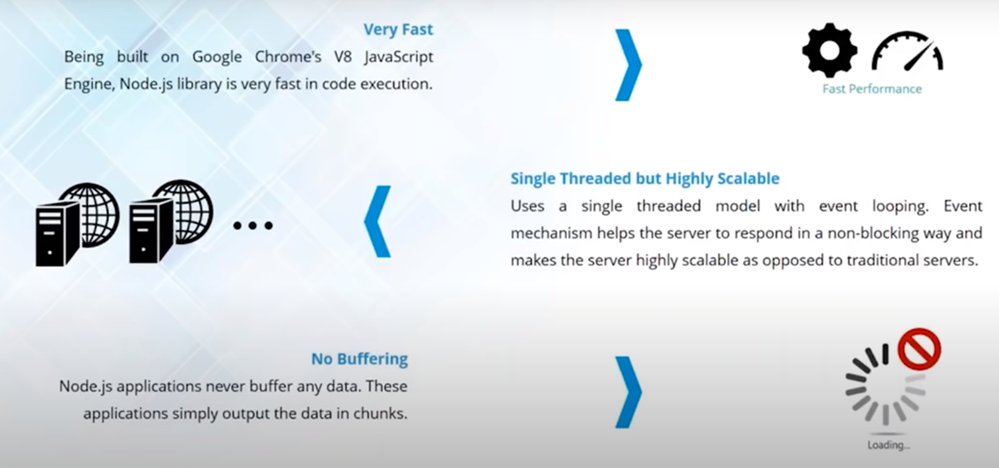 Very Fast
Being built on Google Chrome's V8 JavaScript
Engine, Node.js library is very fast in code execution.
Fast Performance
Single Threaded but Highly Scalable
Uses a single threaded model with event looping. Event
mechanism helps the server to respond in a non-blocking way and
makes the server highly scalable as opposed to traditional servers.
No Buffering
Node.js applications never buffer any data. These
applications simply output the data in chunks.
Loading...